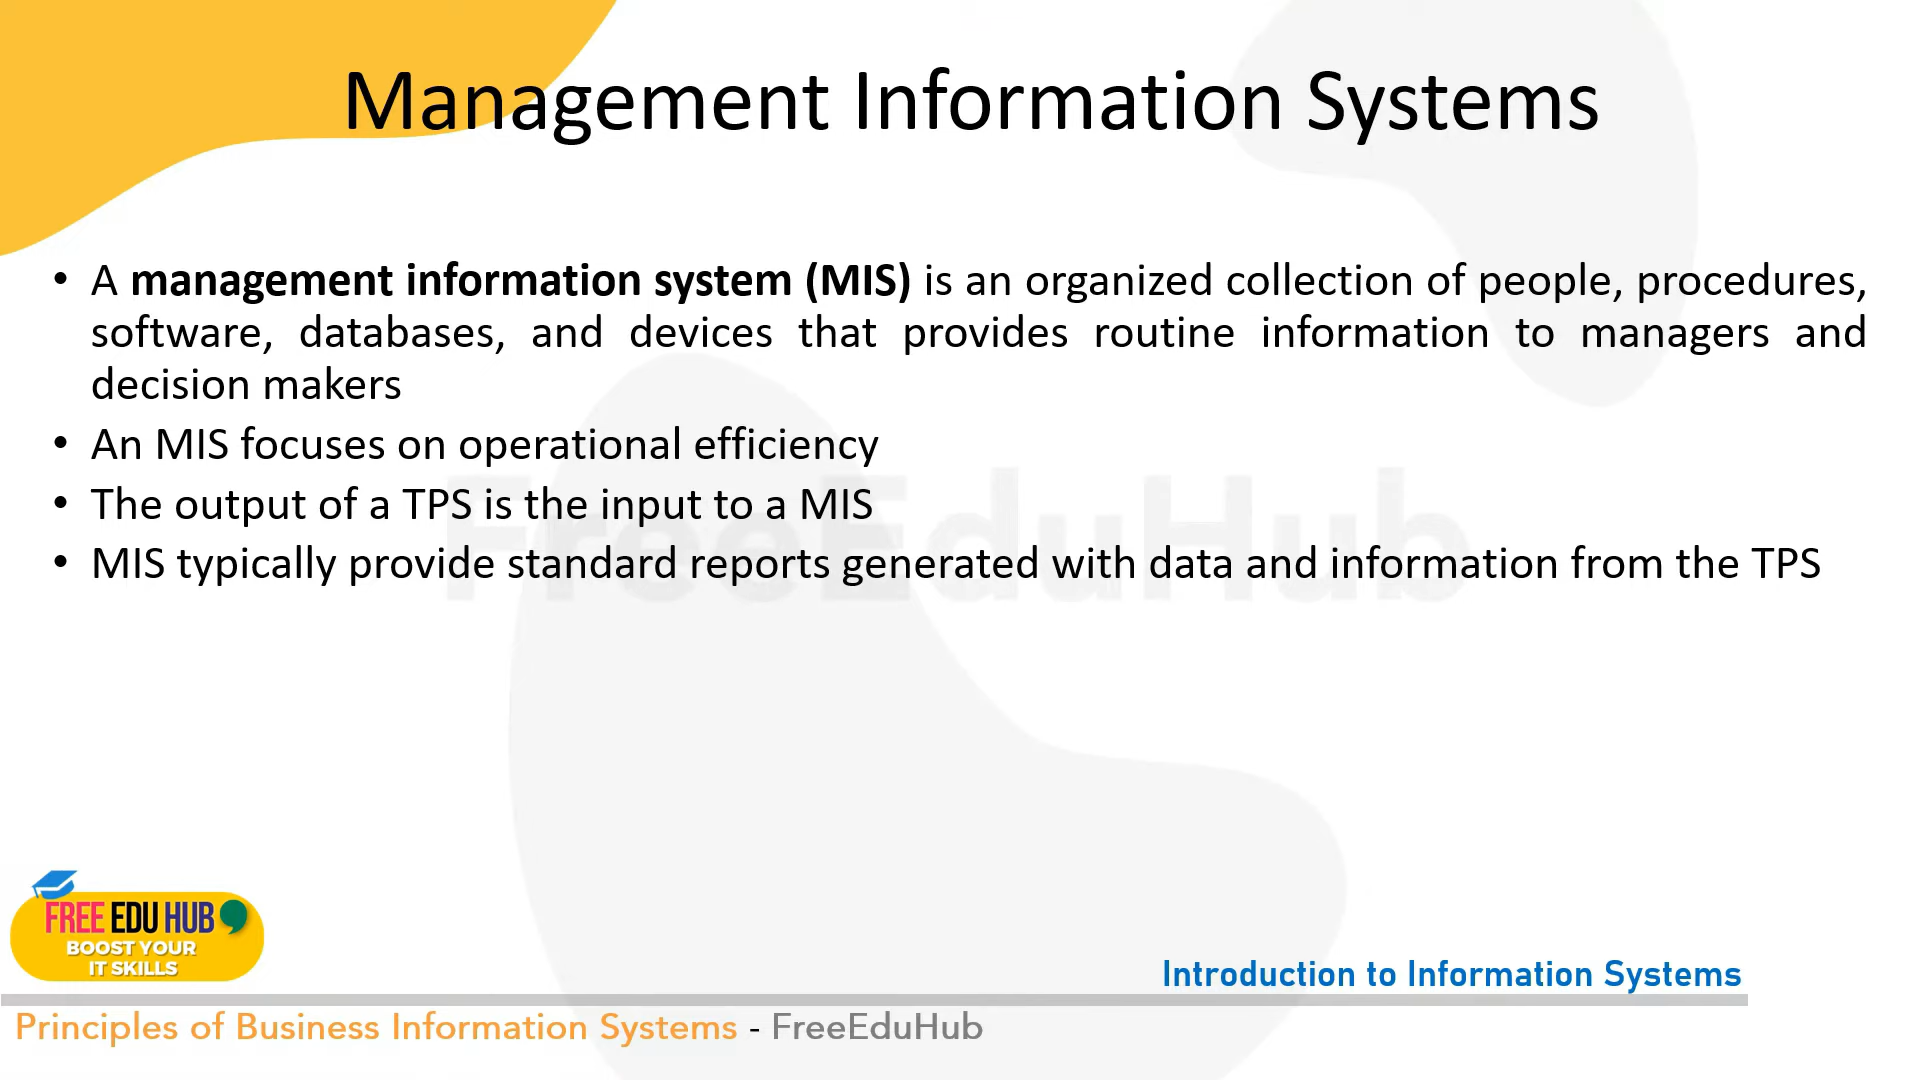 Management Information Systems
• A management information system (MIS) is an organized collection of people, procedures,
software, databases, and devices that provides routine information to managers and
decision makers
• An MIS focuses on operational efficiency
• The output of a TPS is the input to a MIS
• MIS typically provide standard reports generated with data and information from the TPS
FreeEduHub
FREE EDU HUB
BOOST YOUR
IT SKILLS
Introduction to Information Systems
Principles of Business Information Systems - FreeEduHub